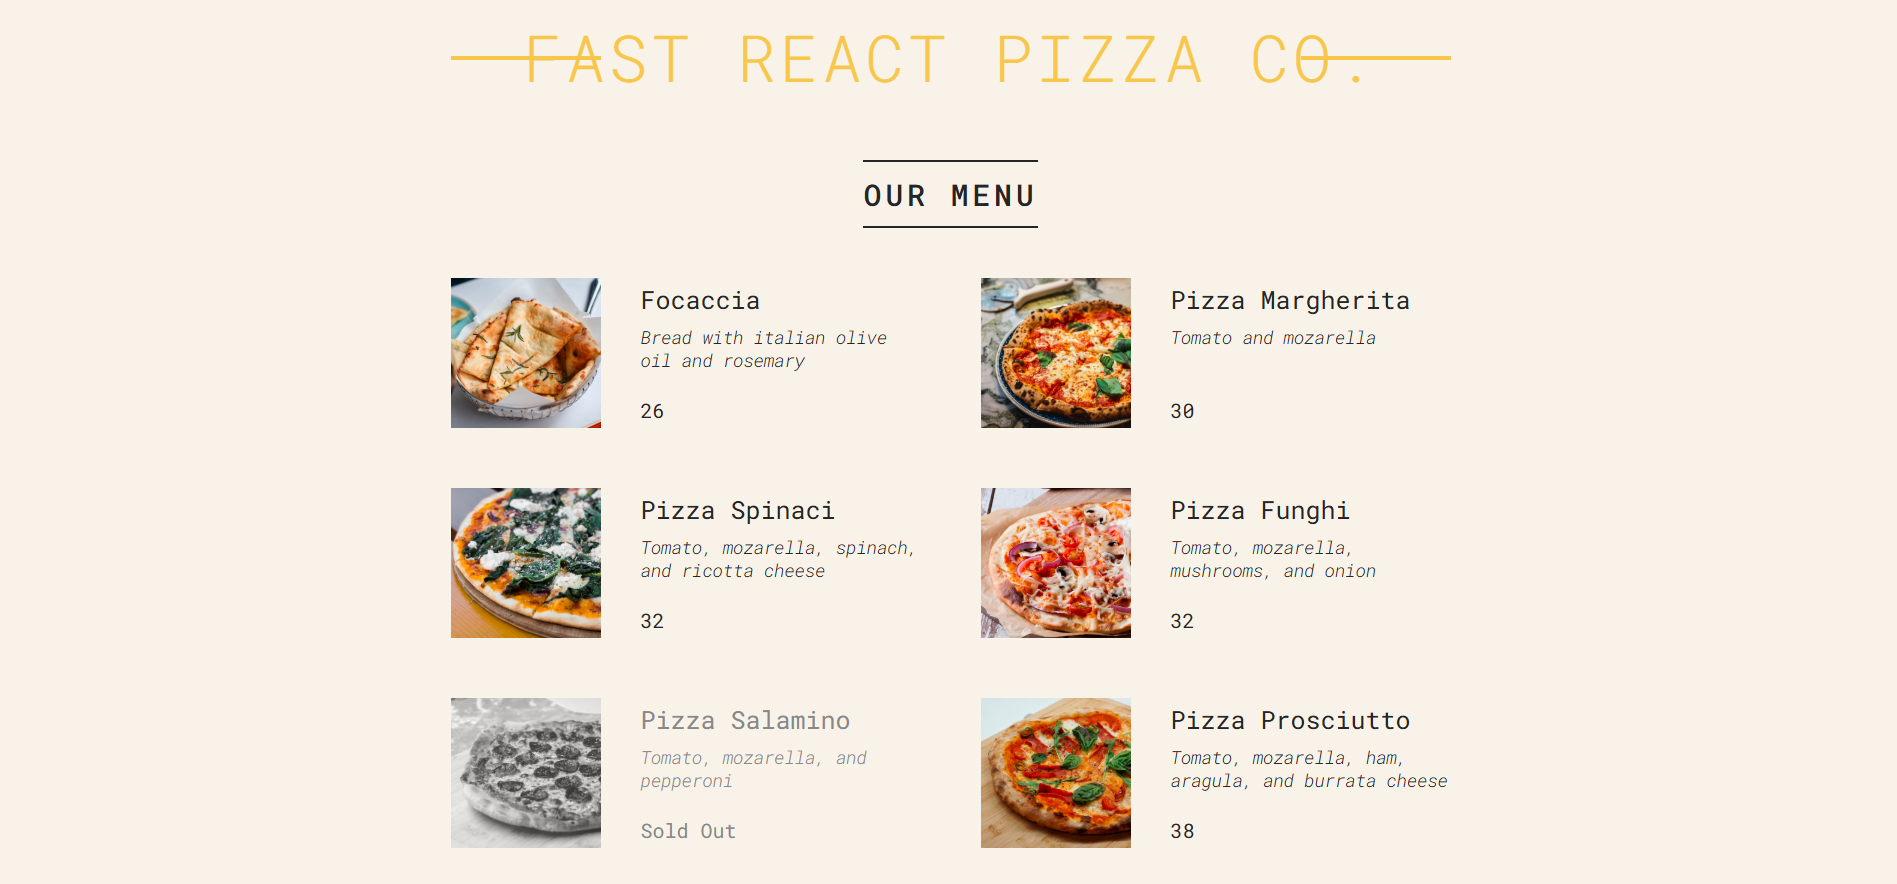 FAST REACT PIZZA CO.
OUR MENU
Focaccia
Bread with italian olive
oil and rosemary
26
Pizza Margherita
Tomato and mozarella
30
Pizza Spinaci
Tomato, mozarella, spinach,
and ricotta cheese
32
Pizza Funghi
Tomato, mozarella,
mushrooms, and onion
32
Pizza Salamino
Tomato, mozarella, and
pepperoni
Sold Out
Pizza Prosciutto
Tomato, mozarella, ham,
aragula, and burrata cheese
38